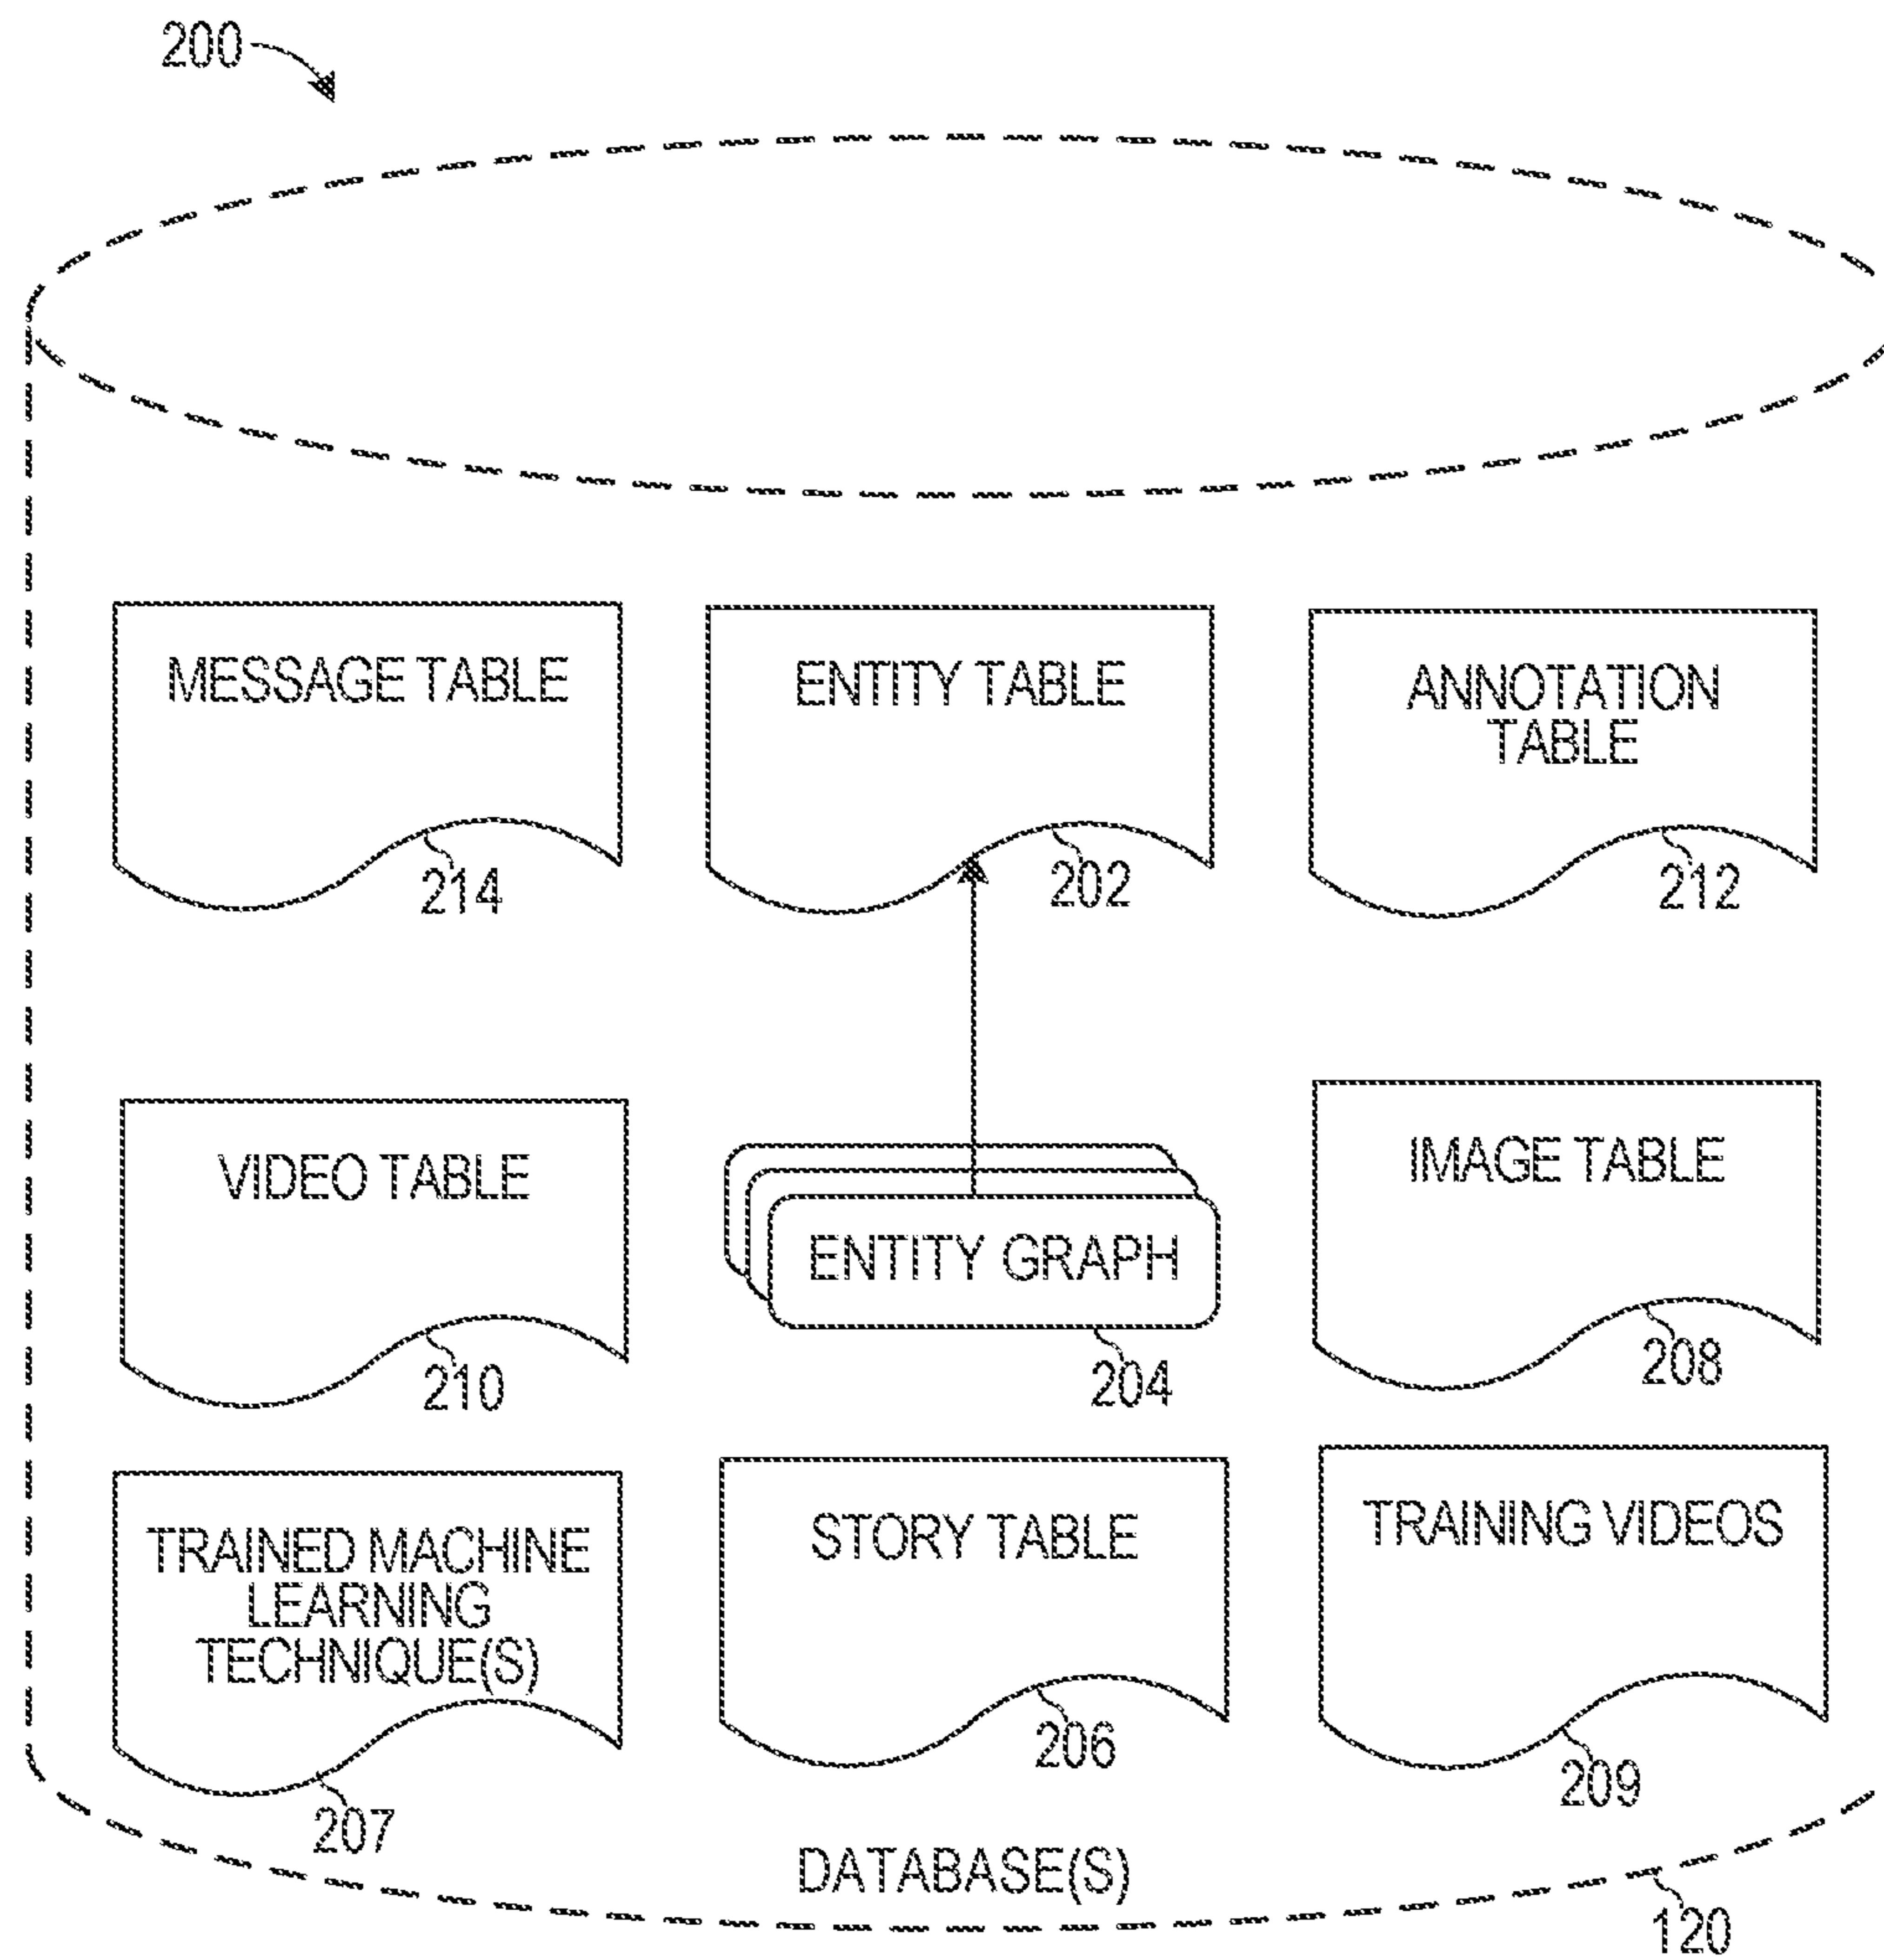 200
MESSAGE TABLE
214
ENTITY TABLE
202
ANNOTATION
TABLE
212
VIDEO TABLE
210
ENTITY GRAPH
204
IMAGE TABLE
208
TRAINED MACHINE
LEARNING
TECHNIQUE(S)
207
STORY TABLE
206
TRAINING VIDEOS
209
DATABASE(S)
120